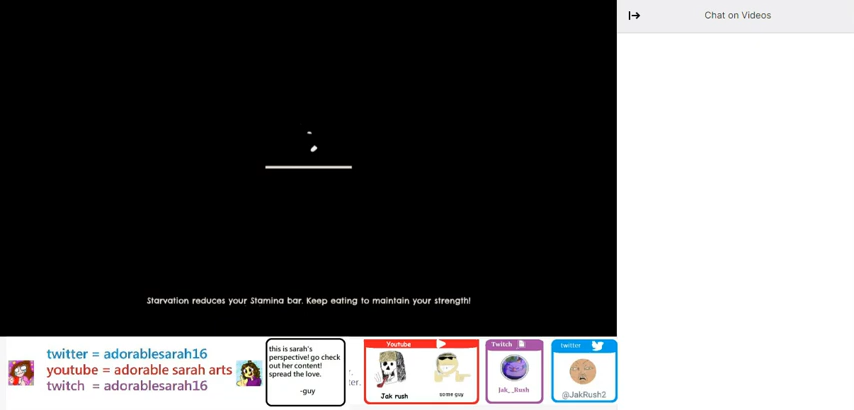 Chat on Videos
Starvation reduces your Stamina bar. Keep eating to maintain your strength!
twitter = adorablesarah16
youtube = adorable sarah arts
twitch = adorablesarah16
this is sarah's
perspective! go check
out her content!
spread the love.
-guy
Youtube
Jak rush
some guy
Twitch
Jak_ _Rush
twitter
@JakRush2